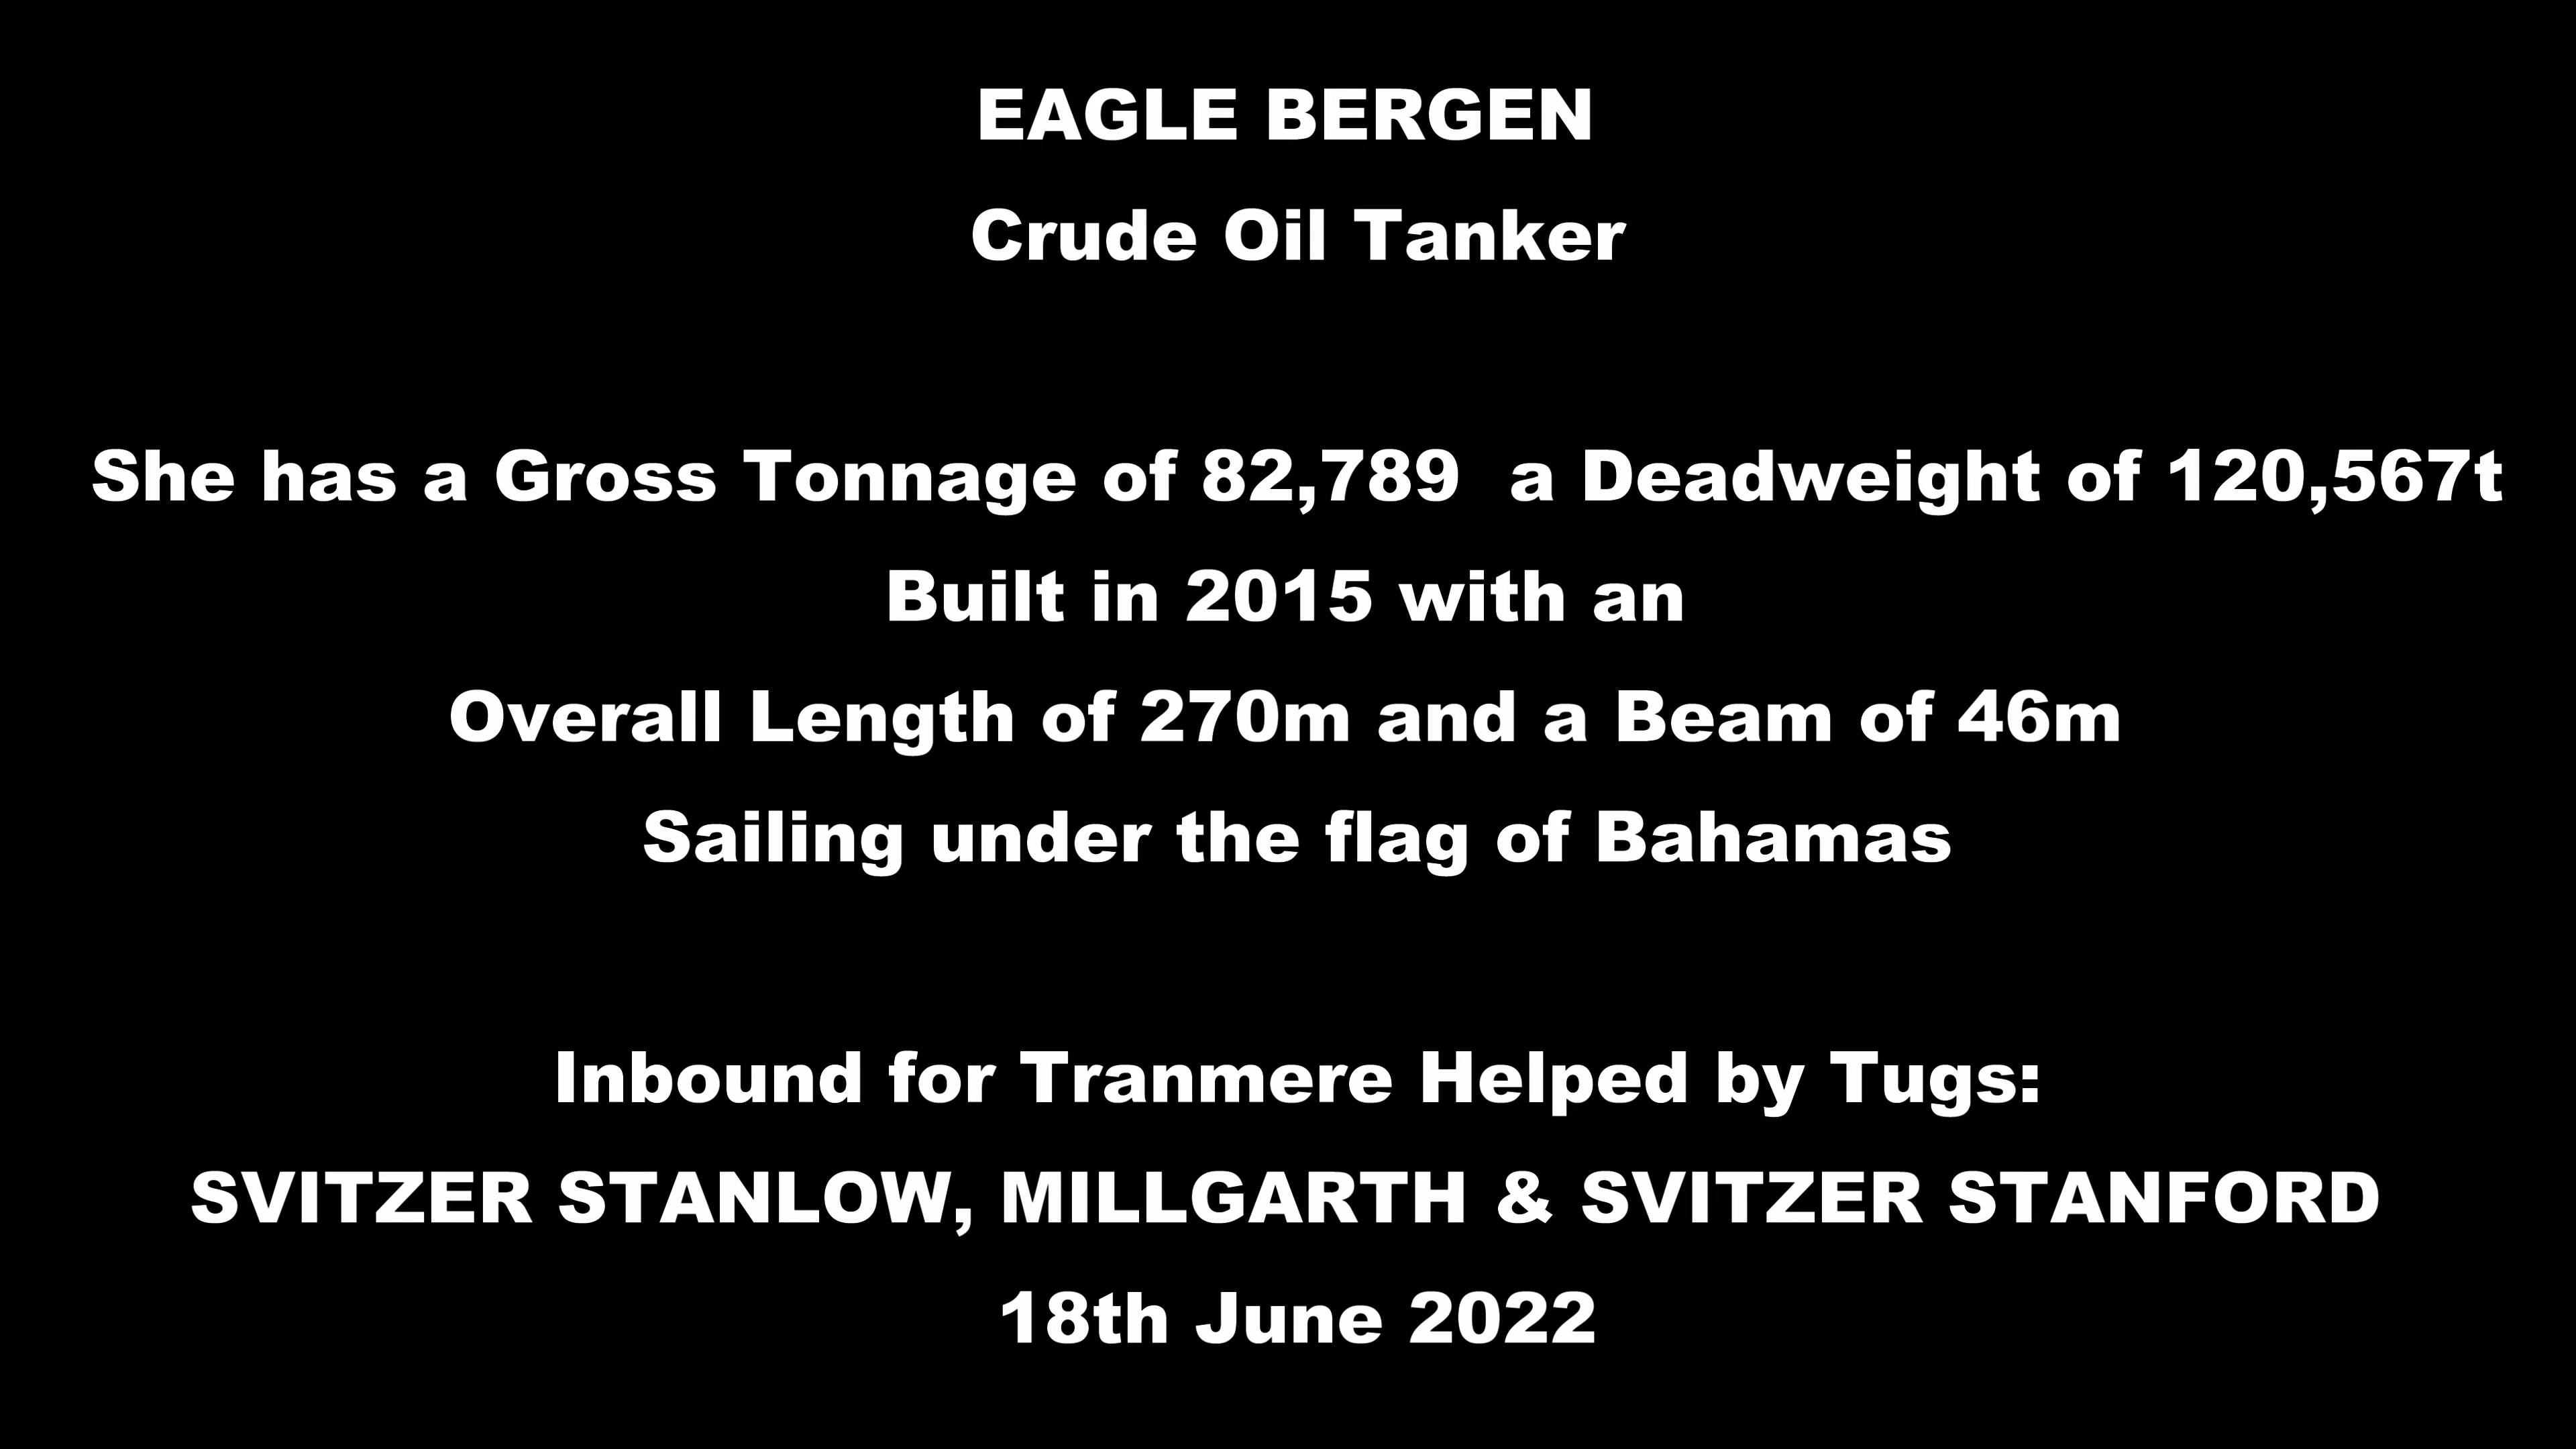 EAGLE BERGEN
Crude Oil Tanker
She has a Gross Tonnage of 82,789  a Deadweight of 120,567t
Built in 2015 with an
Overall Length of 270m and a Beam of 46m
Sailing under the flag of Bahamas
Inbound for Tranmere Helped by Tugs:
SVITZER STANLOW, MILLGARTH & SVITZER STANFORD
18th June 2022